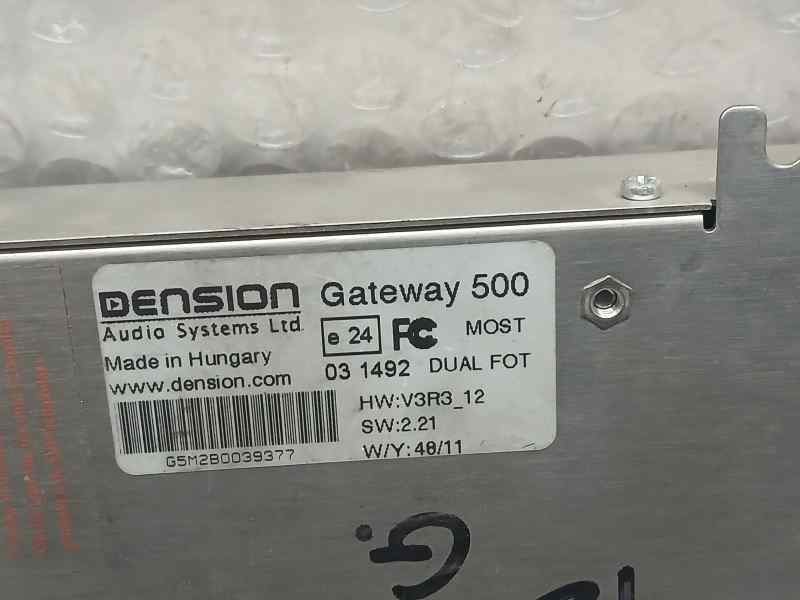 DENSION Gateway 500
Audio Systems Ltd. e 24 FC MOST
Made in Hungary 03 1492 DUAL FOT
www.dension.com HW:V3R3_12
SW:2.21
G5M2B0039377 W/Y:48/11
G.